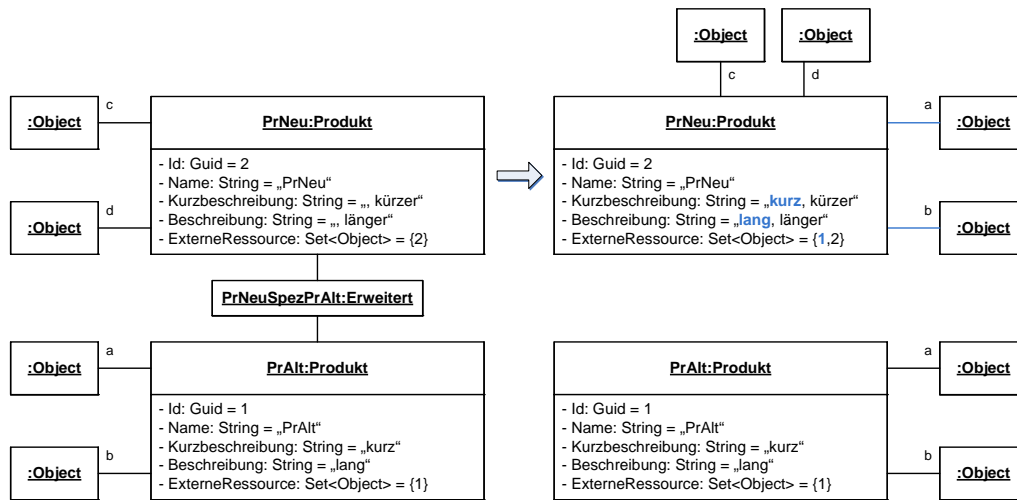 :Object
:Object
c
d
c
:Object
PrNeu:Produkt
- Id: Guid = 2
- Name: String = „PrNeu“
- Kurzbeschreibung: String = „, kürzer“
- Beschreibung: String = „, länger“
- ExterneRessource: Set<Object> = {2}
d
:Object
PrNeu:Produkt
- Id: Guid = 2
- Name: String = „PrNeu“
- Kurzbeschreibung: String = „kurz, kürzer“
- Beschreibung: String = „lang, länger“
- ExterneRessource: Set<Object> = {1,2}
a
:Object
b
:Object
PrNeuSpezPrAlt:Erweitert
a
:Object
PrAlt:Produkt
- Id: Guid = 1
- Name: String = „PrAlt“
- Kurzbeschreibung: String = „kurz“
- Beschreibung: String = „lang“
- ExterneRessource: Set<Object> = {1}
b
:Object
PrAlt:Produkt
- Id: Guid = 1
- Name: String = „PrAlt“
- Kurzbeschreibung: String = „kurz“
- Beschreibung: String = „lang“
- ExterneRessource: Set<Object> = {1}
a
:Object
b
:Object